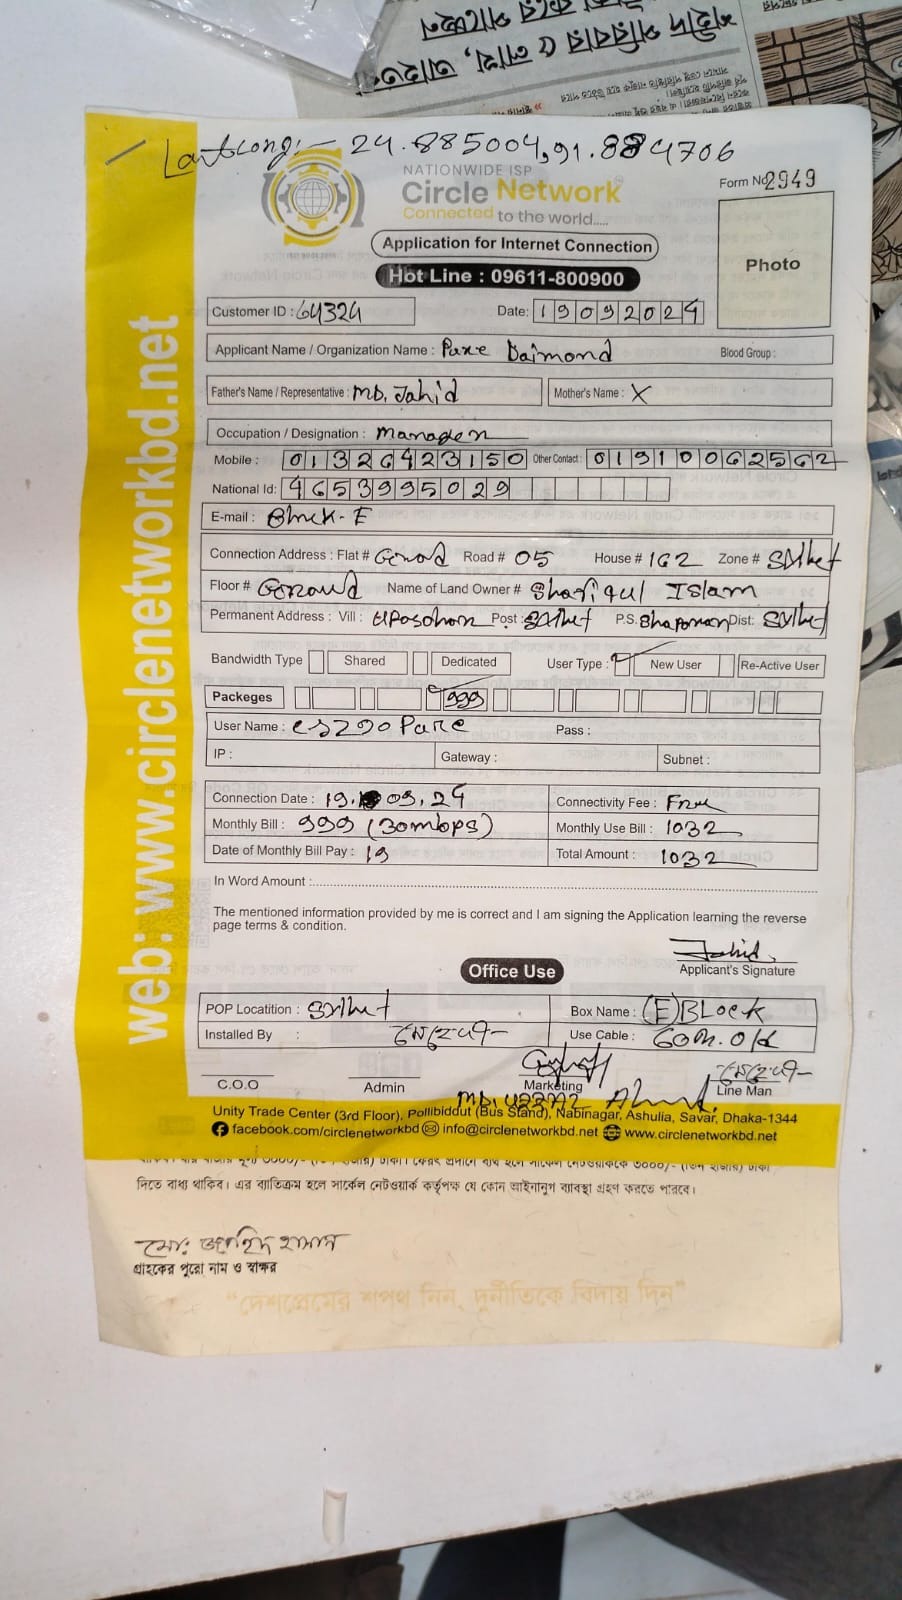 Lat Long:- 24.885004,91.884706
NATIONWIDE ISP
Circle Network
Connected to the world.....
Form No 2949
Application for Internet Connection
Hot Line : 09611-800900
Photo
Customer ID : 64324 Date: 19092024
Applicant Name / Organization Name : Pure Daimond Blood Group :
Father's Name / Representative : MD. Jahid Mother's Name : X
Occupation / Designation : Manager
Mobile : 01326423150 Other Contact : 01910062562
National Id: 4653995029
E-mail : Block-E
Connection Address : Flat # Road # 05 House # 162 Zone # Sylhet
Floor # Name of Land Owner # Shafiqul Islam
Permanent Address : Vill : Uposohor Post : Sylhet P.S. Dist: Sylhet
Bandwidth Type Shared Dedicated User Type : New User Re-Active User
Packeges 999
User Name : Pass :
IP : Gateway : Subnet :
Connection Date : 19. 09. 24 Connectivity Fee : Free
Monthly Bill : 999 (30mbps) Monthly Use Bill : 1032
Date of Monthly Bill Pay : 19 Total Amount : 1032
In Word Amount :
The mentioned information provided by me is correct and I am signing the Application learning the reverse
page terms & condition.
Jahid
Applicant's Signature
Office Use
POP Locatition : Sylhet Box Name : (E) BLock
Installed By : Use Cable : 60m. ok
C.O.O Admin Marketing Line Man
Unity Trade Center (3rd Floor), Pollibiddut (Bus Stand), Nabinagar, Ashulia, Savar, Dhaka-1344
facebook.com/circlenetworkbd info@circlenetworkbd.net www.circlenetworkbd.net
web: www.circlenetworkbd.net
দিতে বাধ্য থাকিব। এর ব্যতিক্রম হলে সার্কেল নেটওয়ার্ক কর্তৃপক্ষ যে কোন আইনানুগ ব্যাবস্থা গ্রহণ করতে পারবে।
মো: জাহিদ হাসান
গ্রাহকের পুরো নাম ও স্বাক্ষর
“দেশপ্রেমের শপথ নিন, দুর্নীতিকে বিদায় দিন”